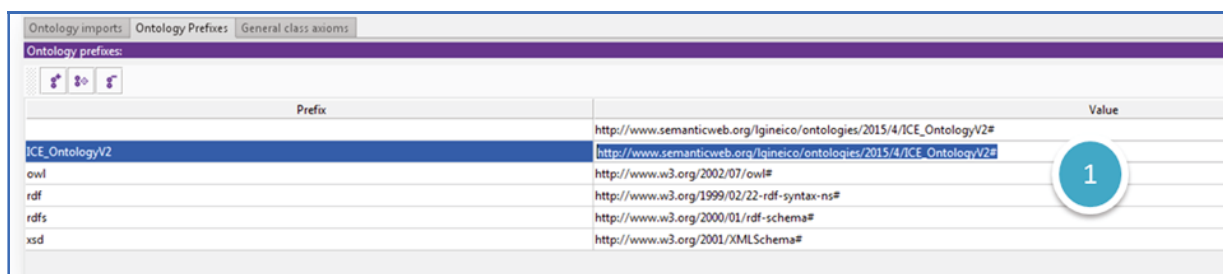 Ontology imports Ontology Prefixes General class axioms
Ontology prefixes:
Prefix Value
http://www.semanticweb.org/lgineico/ontologies/2015/4/ICE_OntologyV2#
ICE_OntologyV2 http://www.semanticweb.org/lgineico/ontologies/2015/4/ICE_OntologyV2#
owl http://www.w3.org/2002/07/owl#
rdf http://www.w3.org/1999/02/22-rdf-syntax-ns#
rdfs http://www.w3.org/2000/01/rdf-schema#
xsd http://www.w3.org/2001/XMLSchema#
1